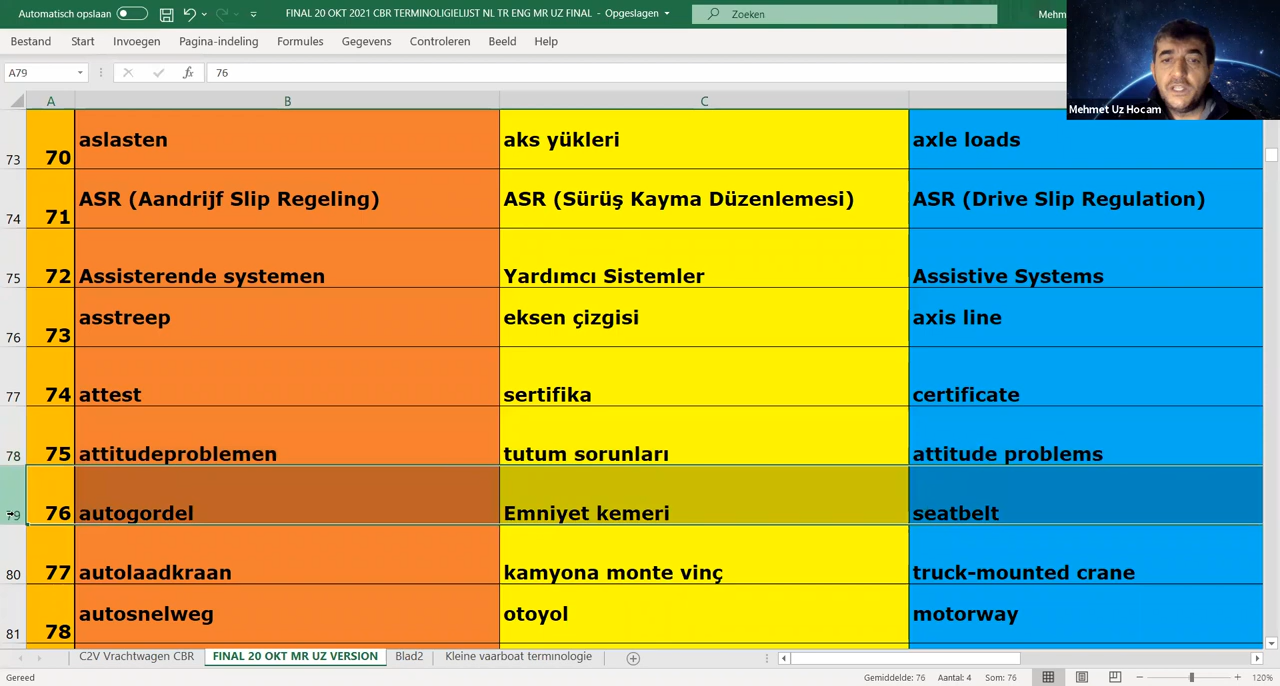 Automatisch opslaan
FINAL 20 OKT 2021 CBR TERMINOLIGIELIJST NL TR ENG MR UZ FINAL - Opgeslagen
Zoeken
Mehm
Bestand Start Invoegen Pagina-indeling Formules Gegevens Controleren Beeld Help
Mehmet Uz Hocam
A79 fx 76
A B C
73 70 aslasten aks yükleri axle loads
74 71 ASR (Aandrijf Slip Regeling) ASR (Sürüş Kayma Düzenlemesi) ASR (Drive Slip Regulation)
75 72 Assisterende systemen Yardımcı Sistemler Assistive Systems
76 73 asstreep eksen çizgisi axis line
77 74 attest sertifika certificate
78 75 attitudeproblemen tutum sorunları attitude problems
79 76 autogordel Emniyet kemeri seatbelt
80 77 autolaadkraan kamyona monte vinç truck-mounted crane
81 78 autosnelweg otoyol motorway
C2V Vrachtwagen CBR FINAL 20 OKT MR UZ VERSION Blad2 Kleine vaarboat terminologie
Gereed Gemiddelde: 76 Aantal: 4 Som: 76 120%